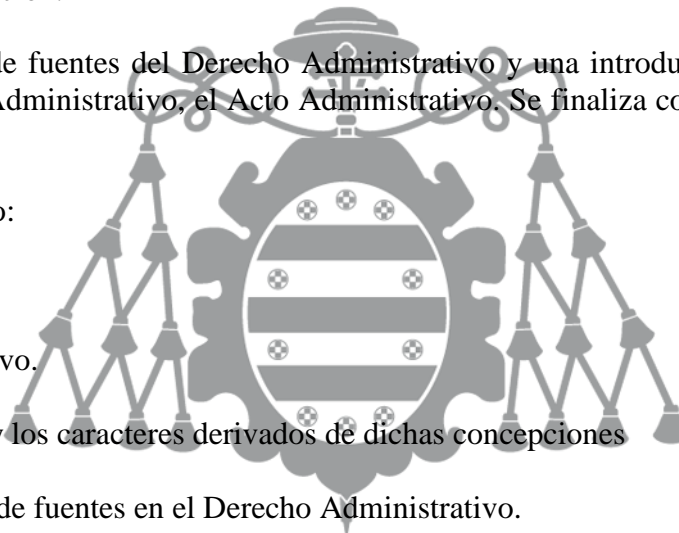 de fuentes del Derecho Administrativo y una introdu
Administrativo, el Acto Administrativo. Se finaliza co
o:
vo.
y los caracteres derivados de dichas concepciones
de fuentes en el Derecho Administrativo.